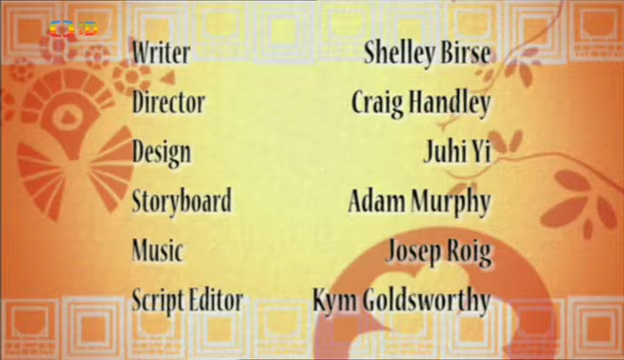 Writer Shelley Birse
Director Craig Handley
Design Juhi Yi
Storyboard Adam Murphy
Music Josep Roig
Script Editor Kym Goldsworthy